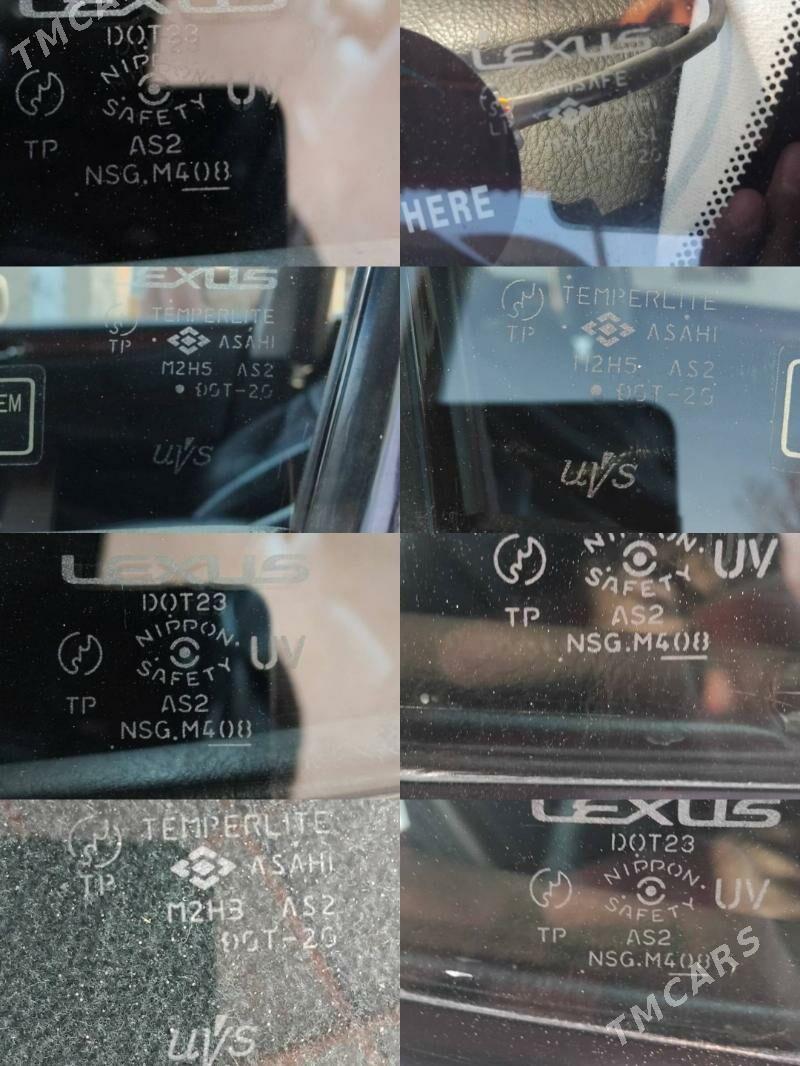 LEXUS
TMCARS
DOT23
NIPPON
SAFETY
UV
TP
AS2
NSG.M408
LEXUS
AS1
HERE
LEXUS
TEMPERLITE
TP
ASAHI
M2H5 AS2
DOT-20
UVS
EM
TEMPERLITE
TP
ASAHI
M2H5 AS2
DOT-20
UVS
LEXUS
DOT23
NIPPON.
SAFETY
UV
TP
AS2
NSG.M408
SAFETY
UV
TP
AS2
NSG.M408
TEMPERLITE
TP
ASAHI
M2H3 AS2
DOT-20
UVS
LEXUS
DOT23
NIPPON.
SAFETY
UV
TP
AS2
NSG.M408
TMCARS